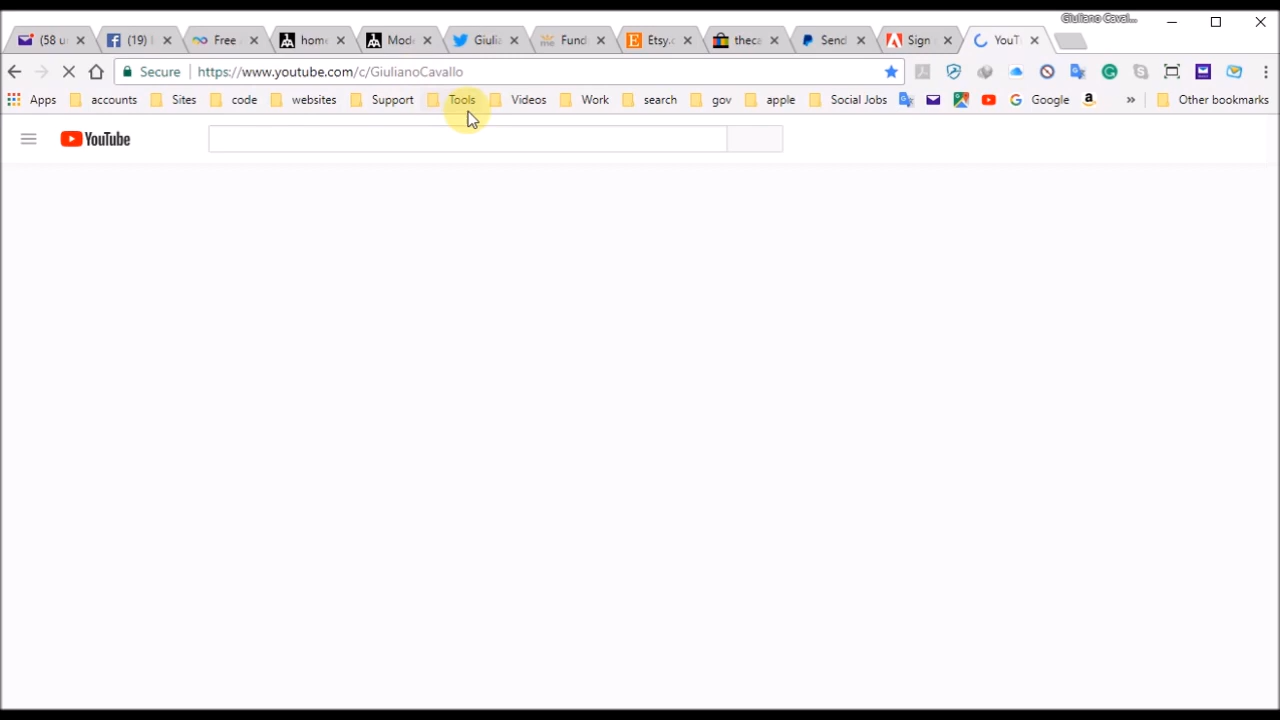 Giuliano Caval...
(58 u
(19)
Free
hom
Mod
Giulia
Fund
Etsy.c
theca
Send
Sign
YouT
Secure https://www.youtube.com/c/GiulianoCavallo
Apps accounts Sites code websites Support Tools Videos Work search gov apple Social Jobs Google » Other bookmarks
YouTube